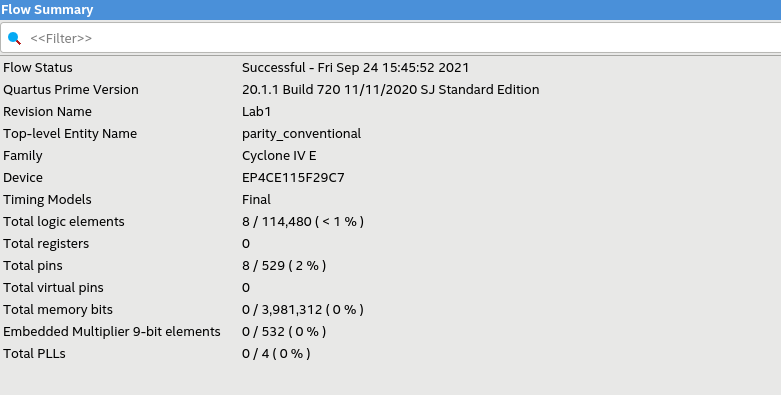 Flow Summary
<<Filter>>
Flow Status Successful - Fri Sep 24 15:45:52 2021
Quartus Prime Version 20.1.1 Build 720 11/11/2020 SJ Standard Edition
Revision Name Lab1
Top-level Entity Name parity_conventional
Family Cyclone IV E
Device EP4CE115F29C7
Timing Models Final
Total logic elements 8 / 114,480 ( < 1 % )
Total registers 0
Total pins 8 / 529 ( 2 % )
Total virtual pins 0
Total memory bits 0 / 3,981,312 ( 0 % )
Embedded Multiplier 9-bit elements 0 / 532 ( 0 % )
Total PLLs 0 / 4 ( 0 % )